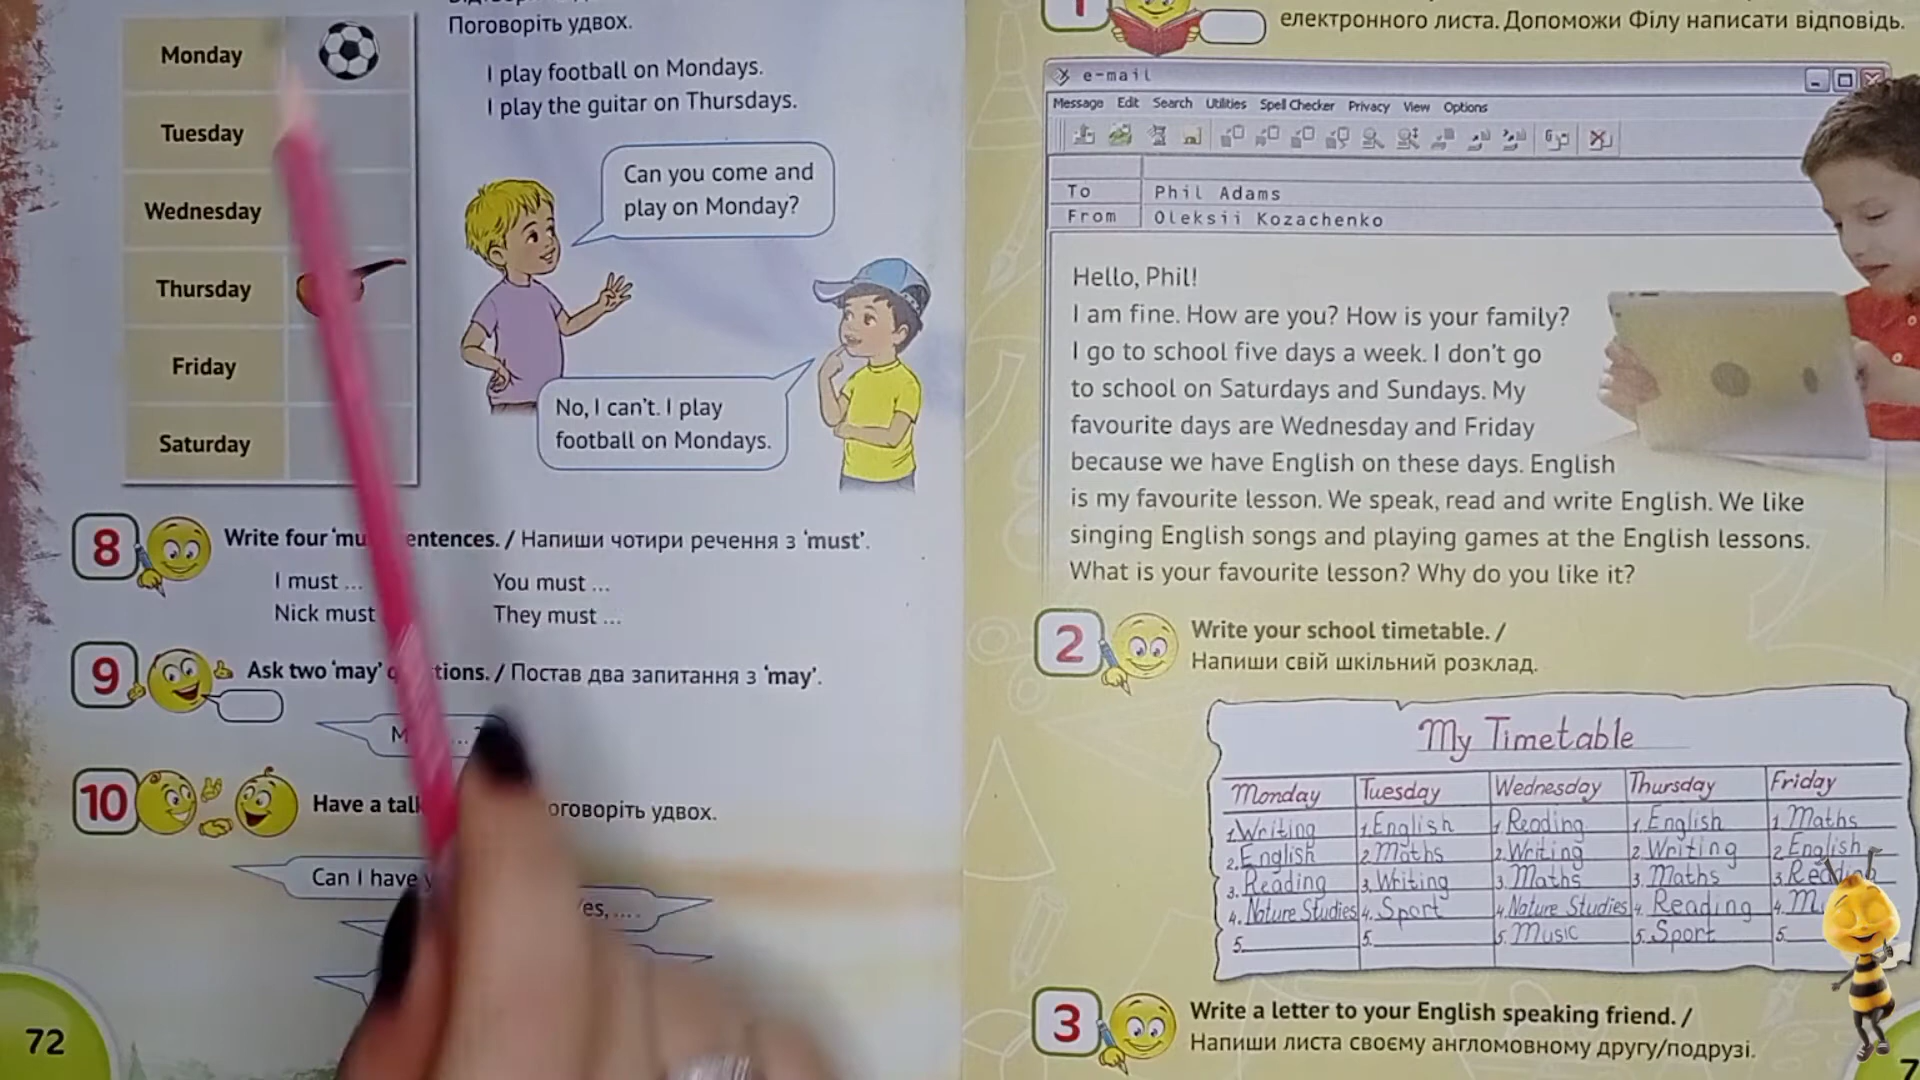 Поговоріть удвох.
I play football on Mondays.
I play the guitar on Thursdays.
Monday
Tuesday
Wednesday
Thursday
Friday
Saturday
Can you come and
play on Monday?
No, I can't. I play
football on Mondays.
8 Write four 'mu entences. / Напиши чотири речення з 'must'.
I must ... You must ...
Nick must They must ...
9 Ask two 'may' tions. / Постав два запитання з 'may'.
10 Have a tal оговоріть удвох.
Can I have
es, ....
72
1
електронного листа. Допоможи Філу написати відповідь.
e-mail
Message Edit Search Utilities Spell Checker Privacy View Options
To Phil Adams
From Oleksii Kozachenko
Hello, Phil!
I am fine. How are you? How is your family?
I go to school five days a week. I don't go
to school on Saturdays and Sundays. My
favourite days are Wednesday and Friday
because we have English on these days. English
is my favourite lesson. We speak, read and write English. We like
singing English songs and playing games at the English lessons.
What is your favourite lesson? Why do you like it?
2 Write your school timetable. /
Напиши свій шкільний розклад.
My Timetable
Monday Tuesday Wednesday Thursday Friday
1. Writing 1. English 1. Reading 1. English 1. Maths
2. English 2. Maths 2. Writing 2. Writing 2. English
3. Reading 3. Writing 3. Maths 3. Maths 3. Reading
4. Nature Studies 4. Sport 4. Nature Studies 4. Reading 4. M
5. 5. 5. Music 5. Sport 5.
3 Write a letter to your English speaking friend. /
Напиши листа своєму англомовному другу/подрузі.
7